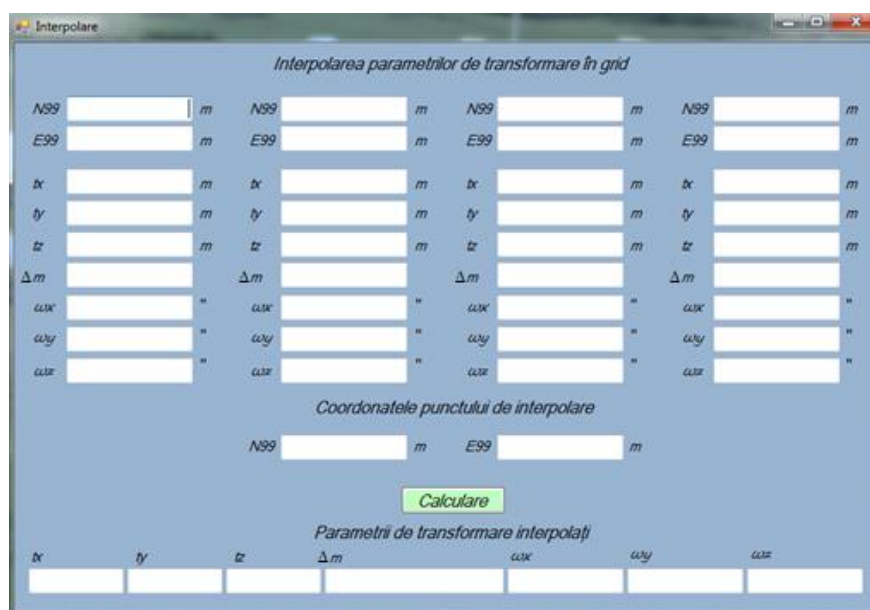 Interpolare
Interpolarea parametrilor de transformare în grid
N99 m N99 m N99 m N99 m
E99 m E99 m E99 m E99 m
tx m tx m tx m tx m
ty m ty m ty m ty m
tz m tz m tz m tz m
Δm Δm Δm Δm
ωx " ωx " ωx " ωx "
ωy " ωy " ωy " ωy "
ωz " ωz " ωz " ωz "
Coordonatele punctului de interpolare
N99 m E99 m
Calculare
Parametrii de transformare interpolați
tx ty tz Δm ωx ωy ωz